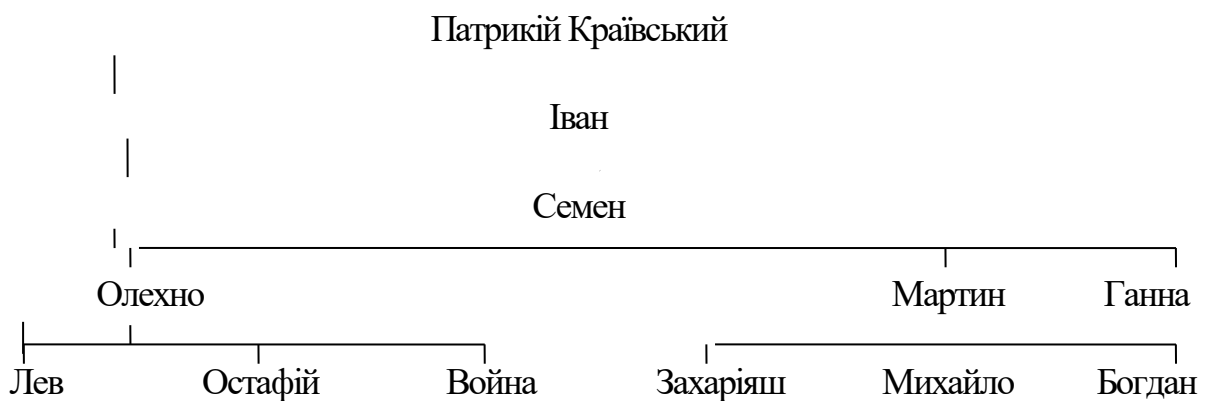 Патрикій Краївський
Іван
Семен
Олехно Мартин Ганна
Лев Остафій Война Захаріяш Михайло Богдан